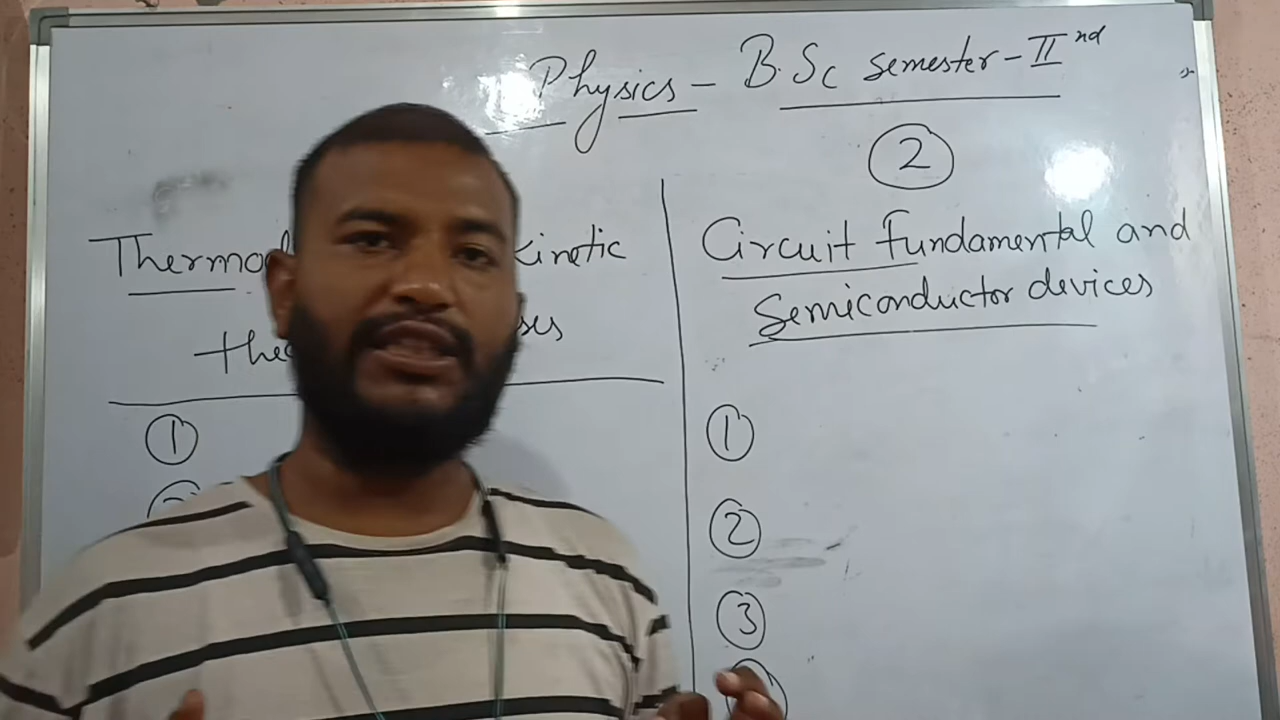 Physics - B.Sc semester - IInd
2
Kinetic
Circuit Fundamental and
Semiconductor devices
1
1
2
3